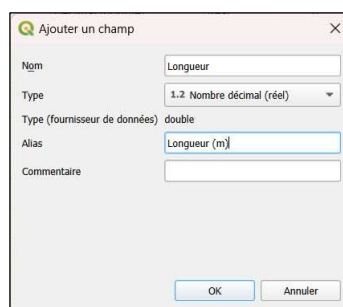 Ajouter un champ
Nom Longueur
Type 1.2 Nombre décimal (réel)
Type (fournisseur de données) double
Alias Longueur (m)
Commentaire
OK Annuler